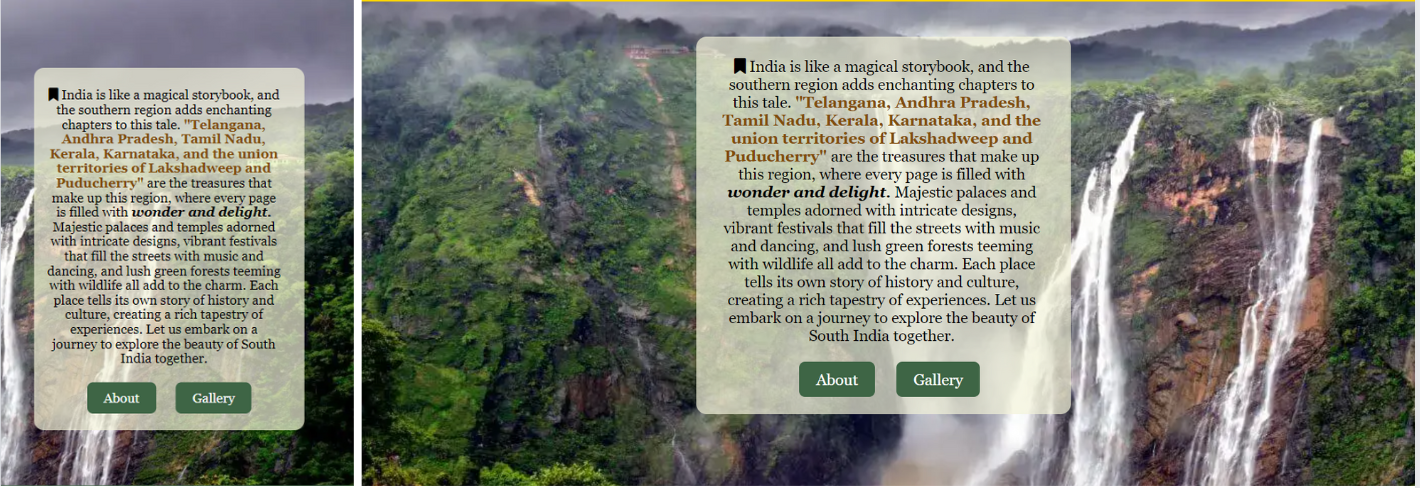 India is like a magical storybook, and
the southern region adds enchanting
chapters to this tale. "Telangana,
Andhra Pradesh, Tamil Nadu,
Kerala, Karnataka, and the union
territories of Lakshadweep and
Puducherry" are the treasures that
make up this region, where every page
is filled with wonder and delight.
Majestic palaces and temples adorned
with intricate designs, vibrant festivals
that fill the streets with music and
dancing, and lush green forests teeming
with wildlife all add to the charm. Each
place tells its own story of history and
culture, creating a rich tapestry of
experiences. Let us embark on a
journey to explore the beauty of South
India together.
About Gallery
India is like a magical storybook, and the
southern region adds enchanting chapters to
this tale. "Telangana, Andhra Pradesh,
Tamil Nadu, Kerala, Karnataka, and the
union territories of Lakshadweep and
Puducherry" are the treasures that make up
this region, where every page is filled with
wonder and delight. Majestic palaces and
temples adorned with intricate designs,
vibrant festivals that fill the streets with music
and dancing, and lush green forests teeming
with wildlife all add to the charm. Each place
tells its own story of history and culture,
creating a rich tapestry of experiences. Let us
embark on a journey to explore the beauty of
South India together.
About Gallery